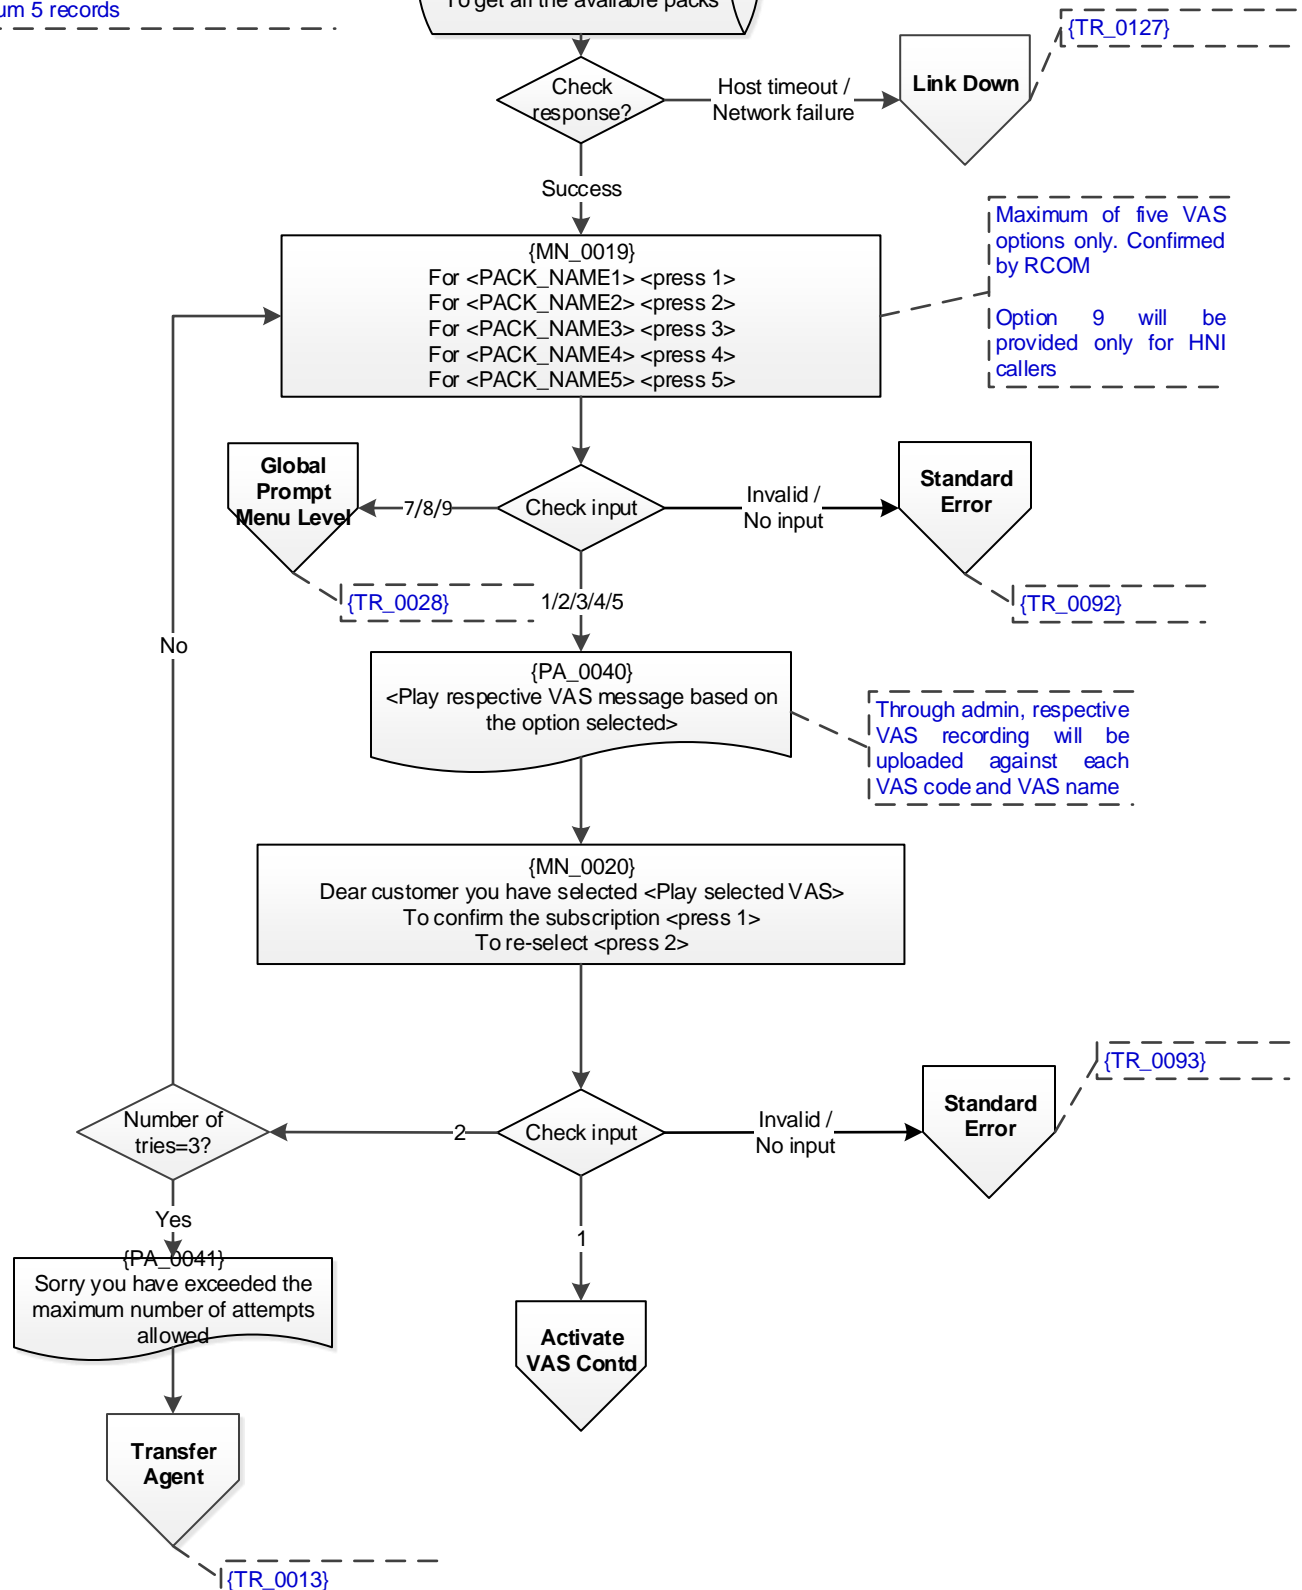 um 5 records
To get all the available packs
{TR_0127}
Link Down
Check
response?
Host timeout /
Network failure
Success
Maximum of five VAS
options only. Confirmed
by RCOM
Option 9 will be
provided only for HNI
callers
{MN_0019}
For <PACK_NAME1> <press 1>
For <PACK_NAME2> <press 2>
For <PACK_NAME3> <press 3>
For <PACK_NAME4> <press 4>
For <PACK_NAME5> <press 5>
Global
Prompt
Menu Level
7/8/9
Check input
Invalid /
No input
Standard
Error
{TR_0028}
1/2/3/4/5
{TR_0092}
No
{PA_0040}
<Play respective VAS message based on
the option selected>
Through admin, respective
VAS recording will be
uploaded against each
VAS code and VAS name
{MN_0020}
Dear customer you have selected <Play selected VAS>
To confirm the subscription <press 1>
To re-select <press 2>
{TR_0093}
Number of
tries=3?
2
Check input
Invalid /
No input
Standard
Error
Yes
1
{PA_0041}
Sorry you have exceeded the
maximum number of attempts
allowed
Activate
VAS Contd
Transfer
Agent
{TR_0013}